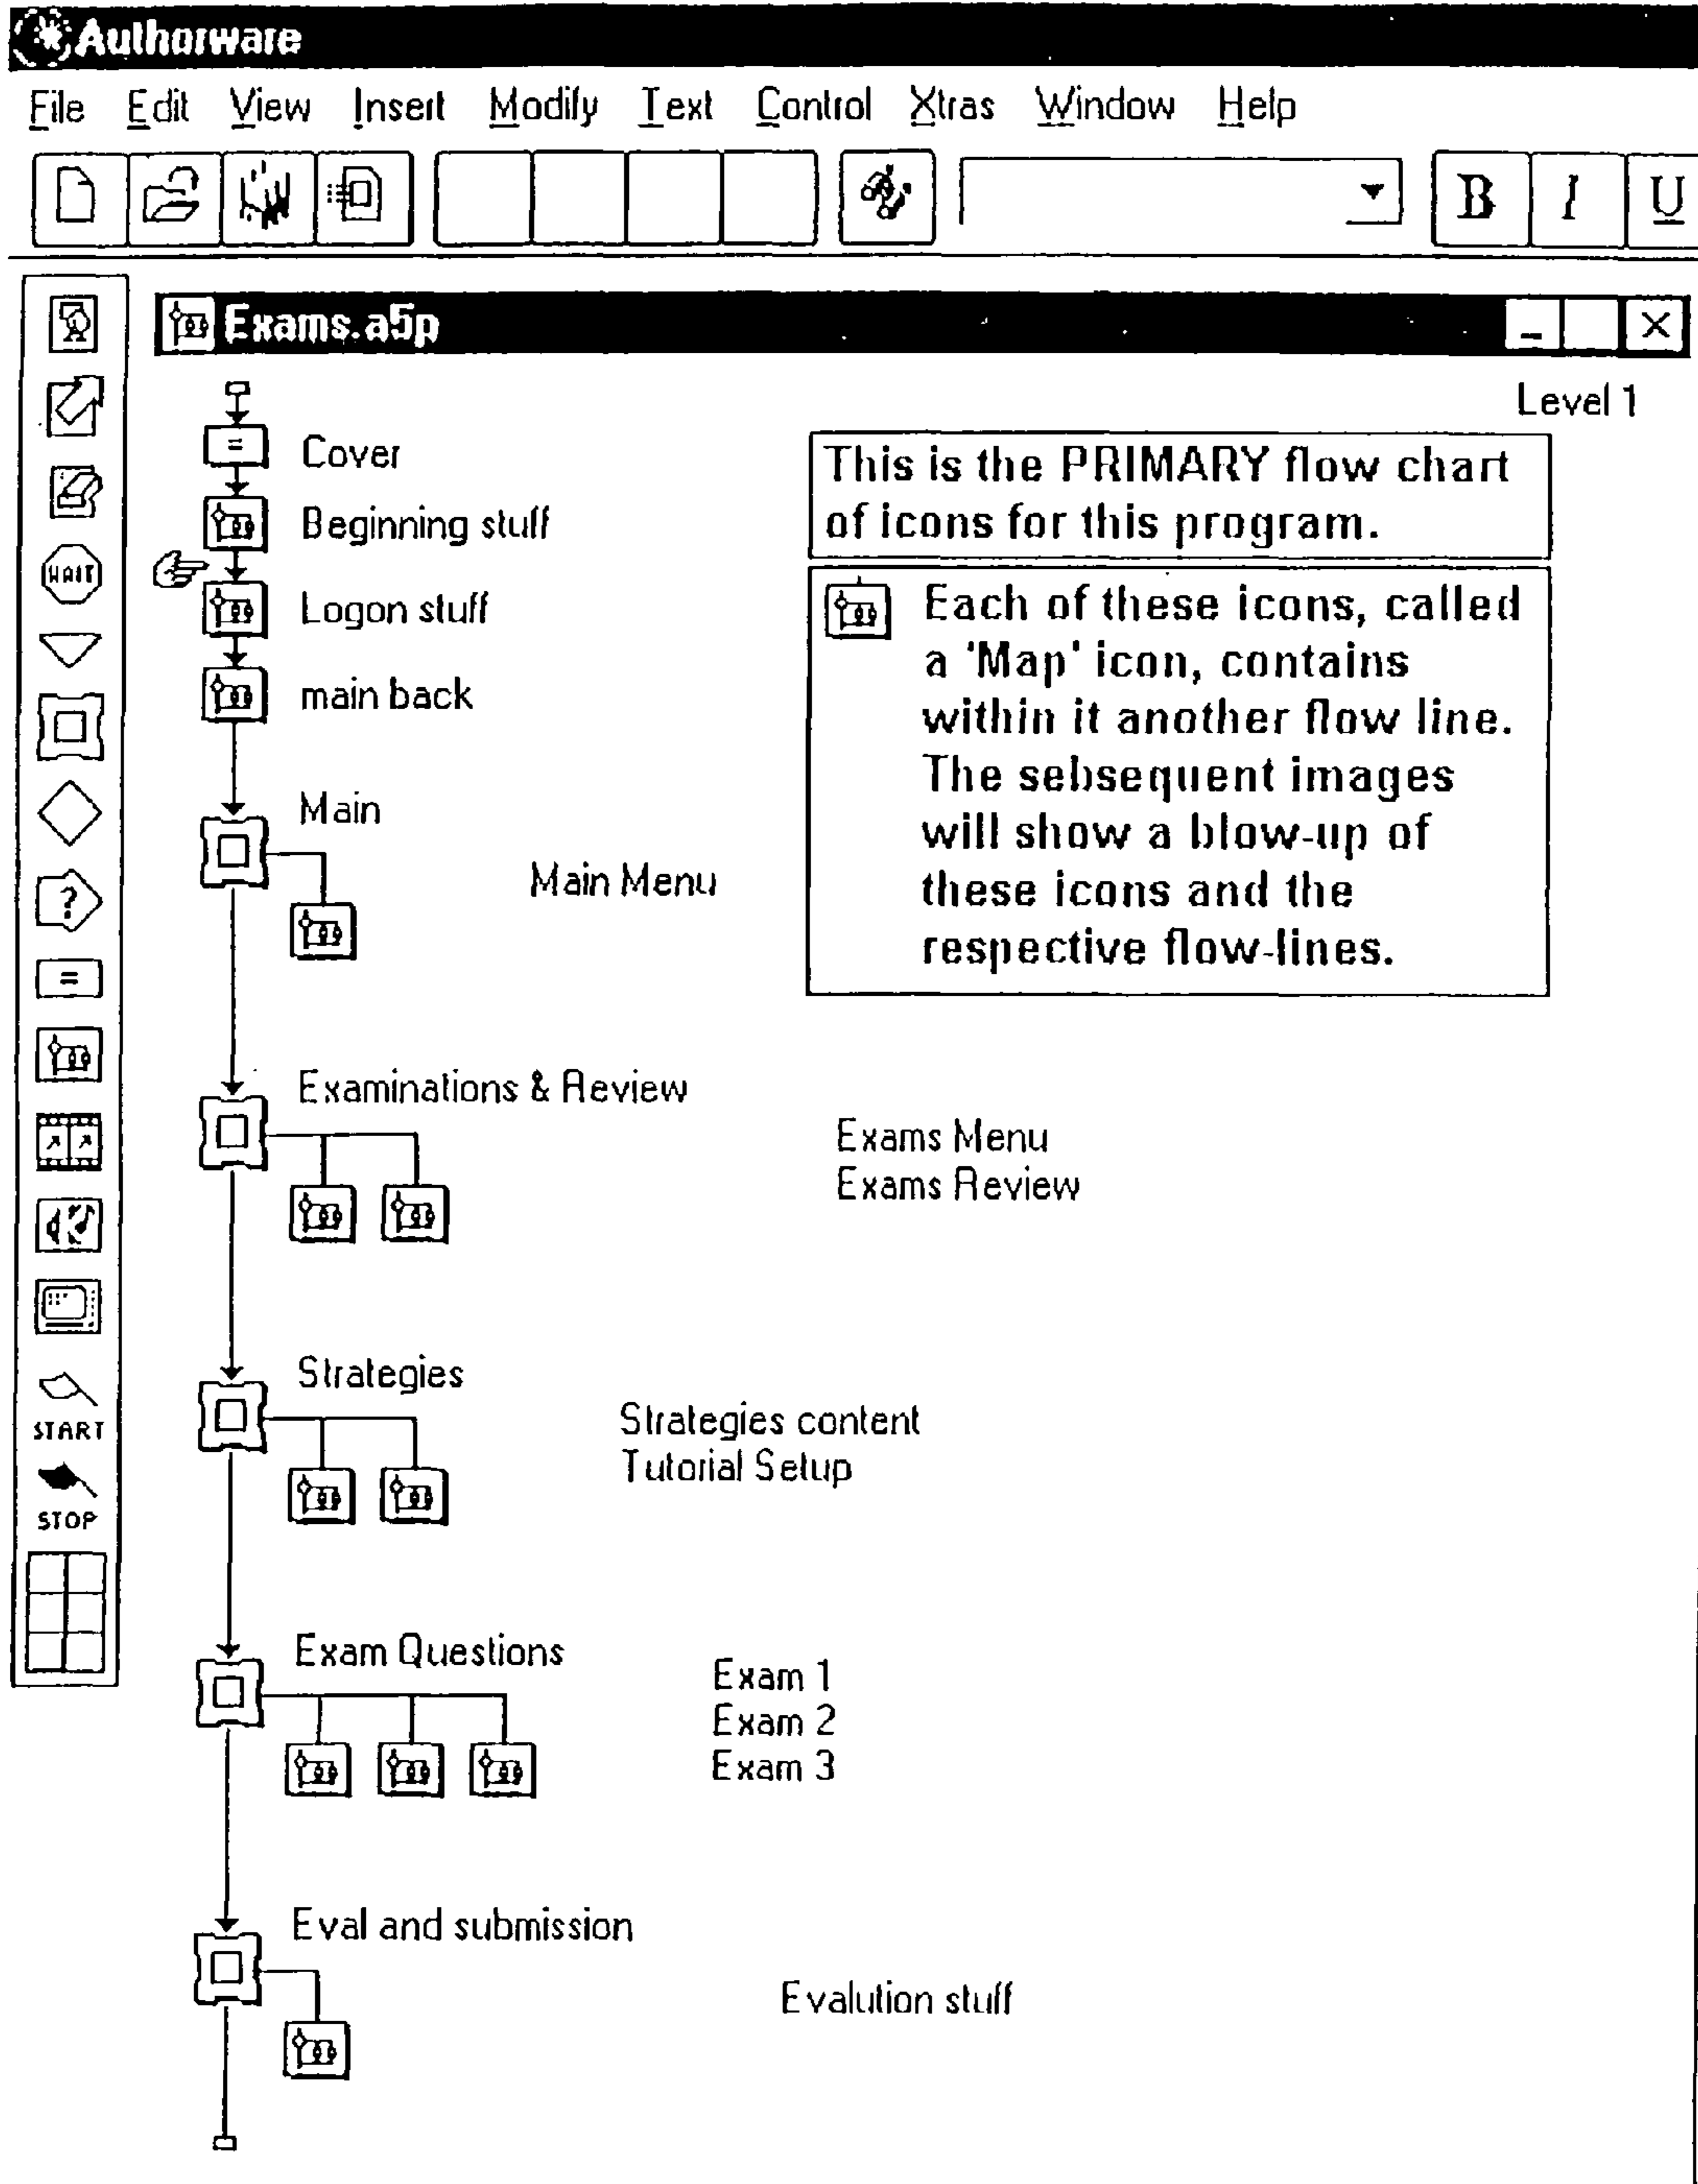 Authorware
File Edit View Insert Modify Text Control Xtras Window Help
B I U
Exams.a5p
Level 1
Cover
Beginning stuff
Logon stuff
main back
This is the PRIMARY flow chart
of icons for this program.
Each of these icons, called
a 'Map' icon, contains
within it another flow line.
The sebsequent images
will show a blow-up of
these icons and the
respective flow-lines.
WAIT
?
=
START
STOP
=
Main
Main Menu
Examinations & Review
Exams Menu
Exams Review
Strategies
Strategies content
Tutorial Setup
Exam Questions
Exam 1
Exam 2
Exam 3
Eval and submission
Evalution stuff